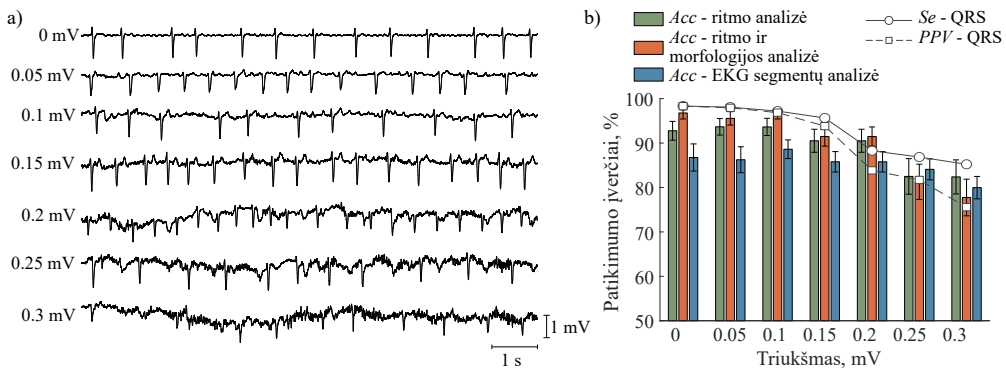 a)
0 mV
0.05 mV
0.1 mV
0.15 mV
0.2 mV
0.25 mV
0.3 mV
1 mV
1 s
b)
Acc - ritmo analizė
Acc - ritmo ir
morfologijos analizė
Acc - EKG segmentų analizė
Se - QRS
PPV - QRS
Patikimumo įverčiai, %
100
90
80
70
60
50
0 0.05 0.1 0.15 0.2 0.25 0.3
Triukšmas, mV